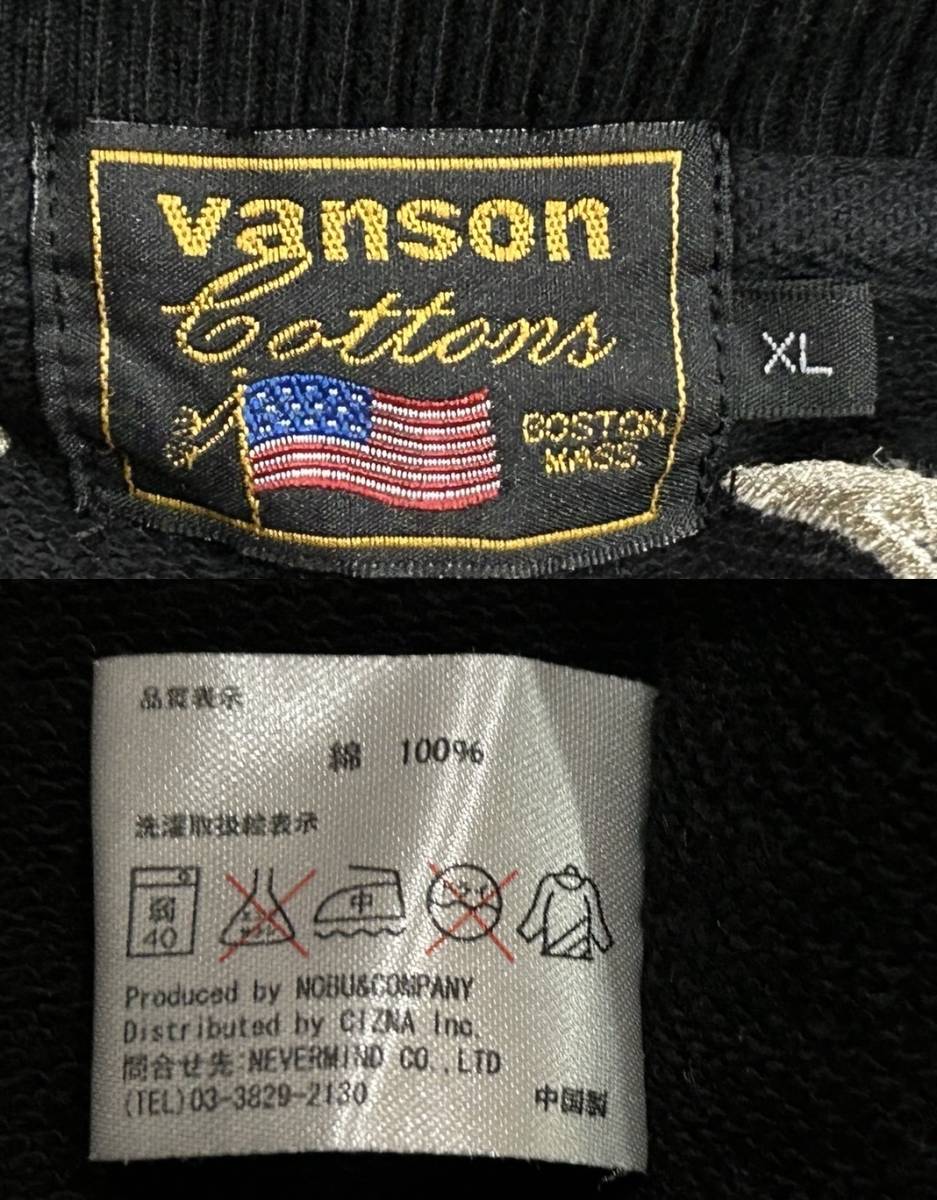 vanson
Cottons
BOSTON
MASS.
XL
品質表示
綿 100%
洗濯取扱絵表示
弱
40
中
Produced by NOBU&COMPANY
Distributed by CIZNA Inc.
問合せ先:NEVERMIND CO.,LTD
(TEL)03-3829-2130
中国製